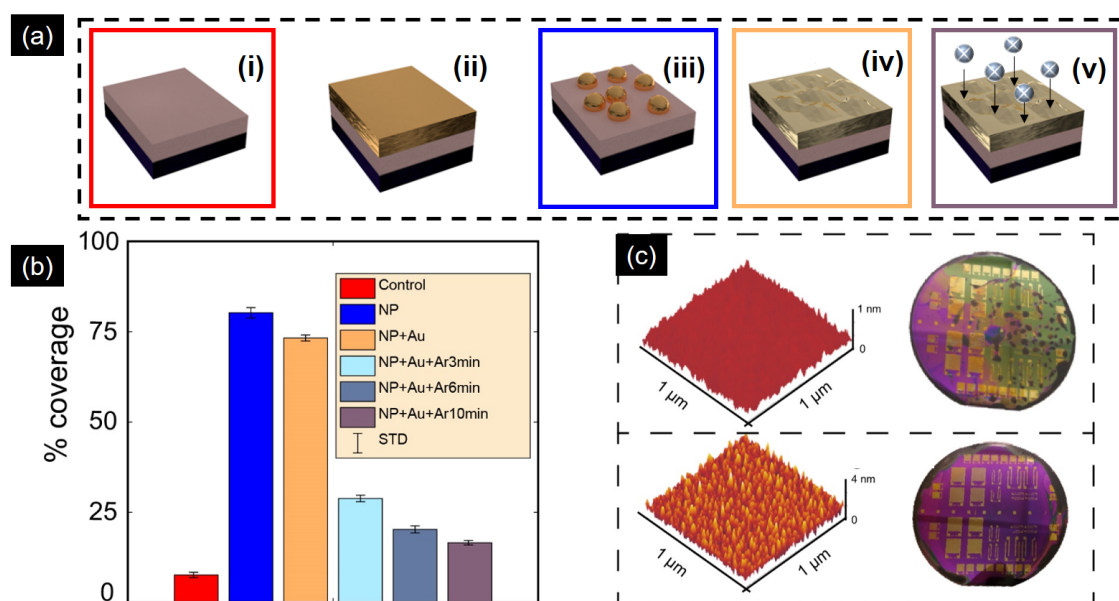 (a)
(i)
(ii)
(iii)
(iv)
(v)
(b)
100
75
50
25
0
% coverage
Control
NP
NP+Au
NP+Au+Ar3min
NP+Au+Ar6min
NP+Au+Ar10min
STD
(c)
1 nm
0
1 µm
1 µm
4 nm
0
1 µm
1 µm